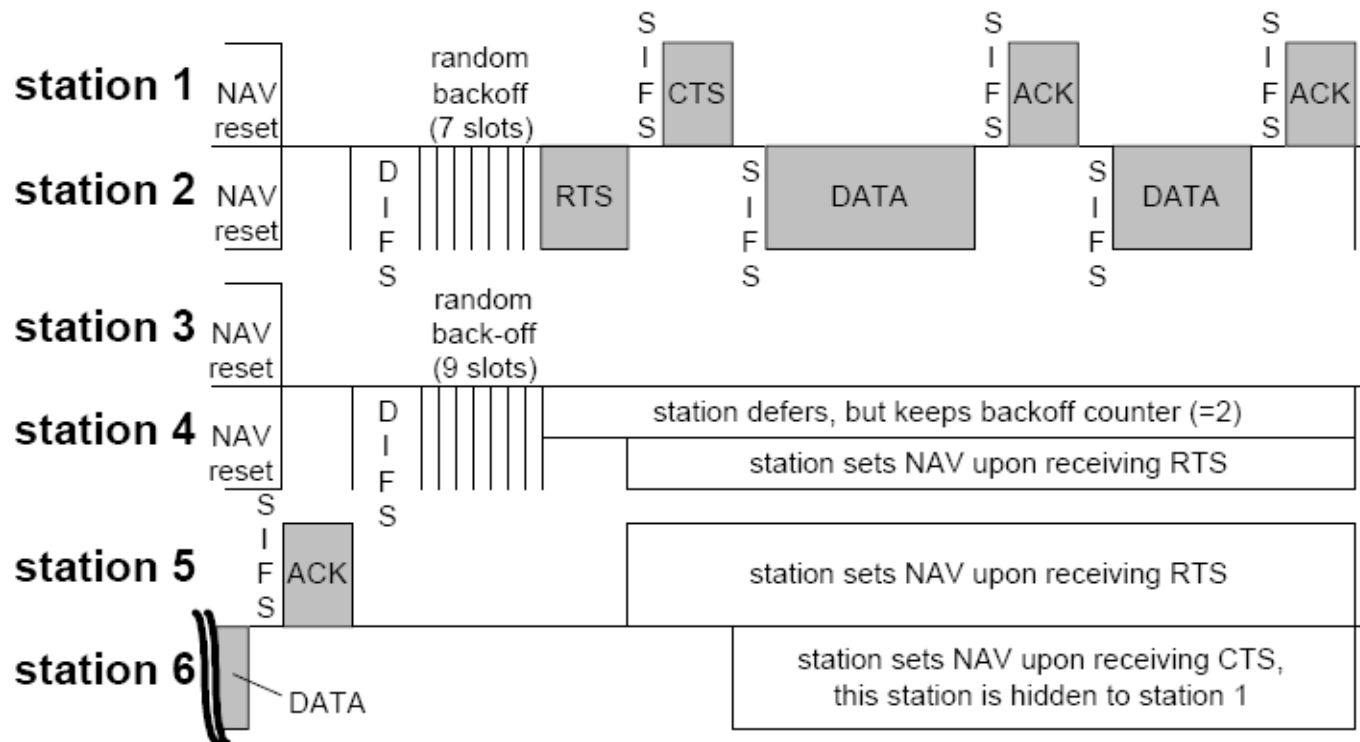 S
I
F
S
CTS
S
I
F
S
ACK
S
I
F
S
ACK
station 1
NAV
reset
random
backoff
(7 slots)
station 2
NAV
reset
D
I
F
S
RTS
S
I
F
S
DATA
S
I
F
S
DATA
station 3
NAV
reset
random
back-off
(9 slots)
station 4
NAV
reset
D
I
F
S
station defers, but keeps backoff counter (=2)
station sets NAV upon receiving RTS
station 5
S
I
F
S
ACK
station sets NAV upon receiving RTS
station 6
DATA
station sets NAV upon receiving CTS,
this station is hidden to station 1